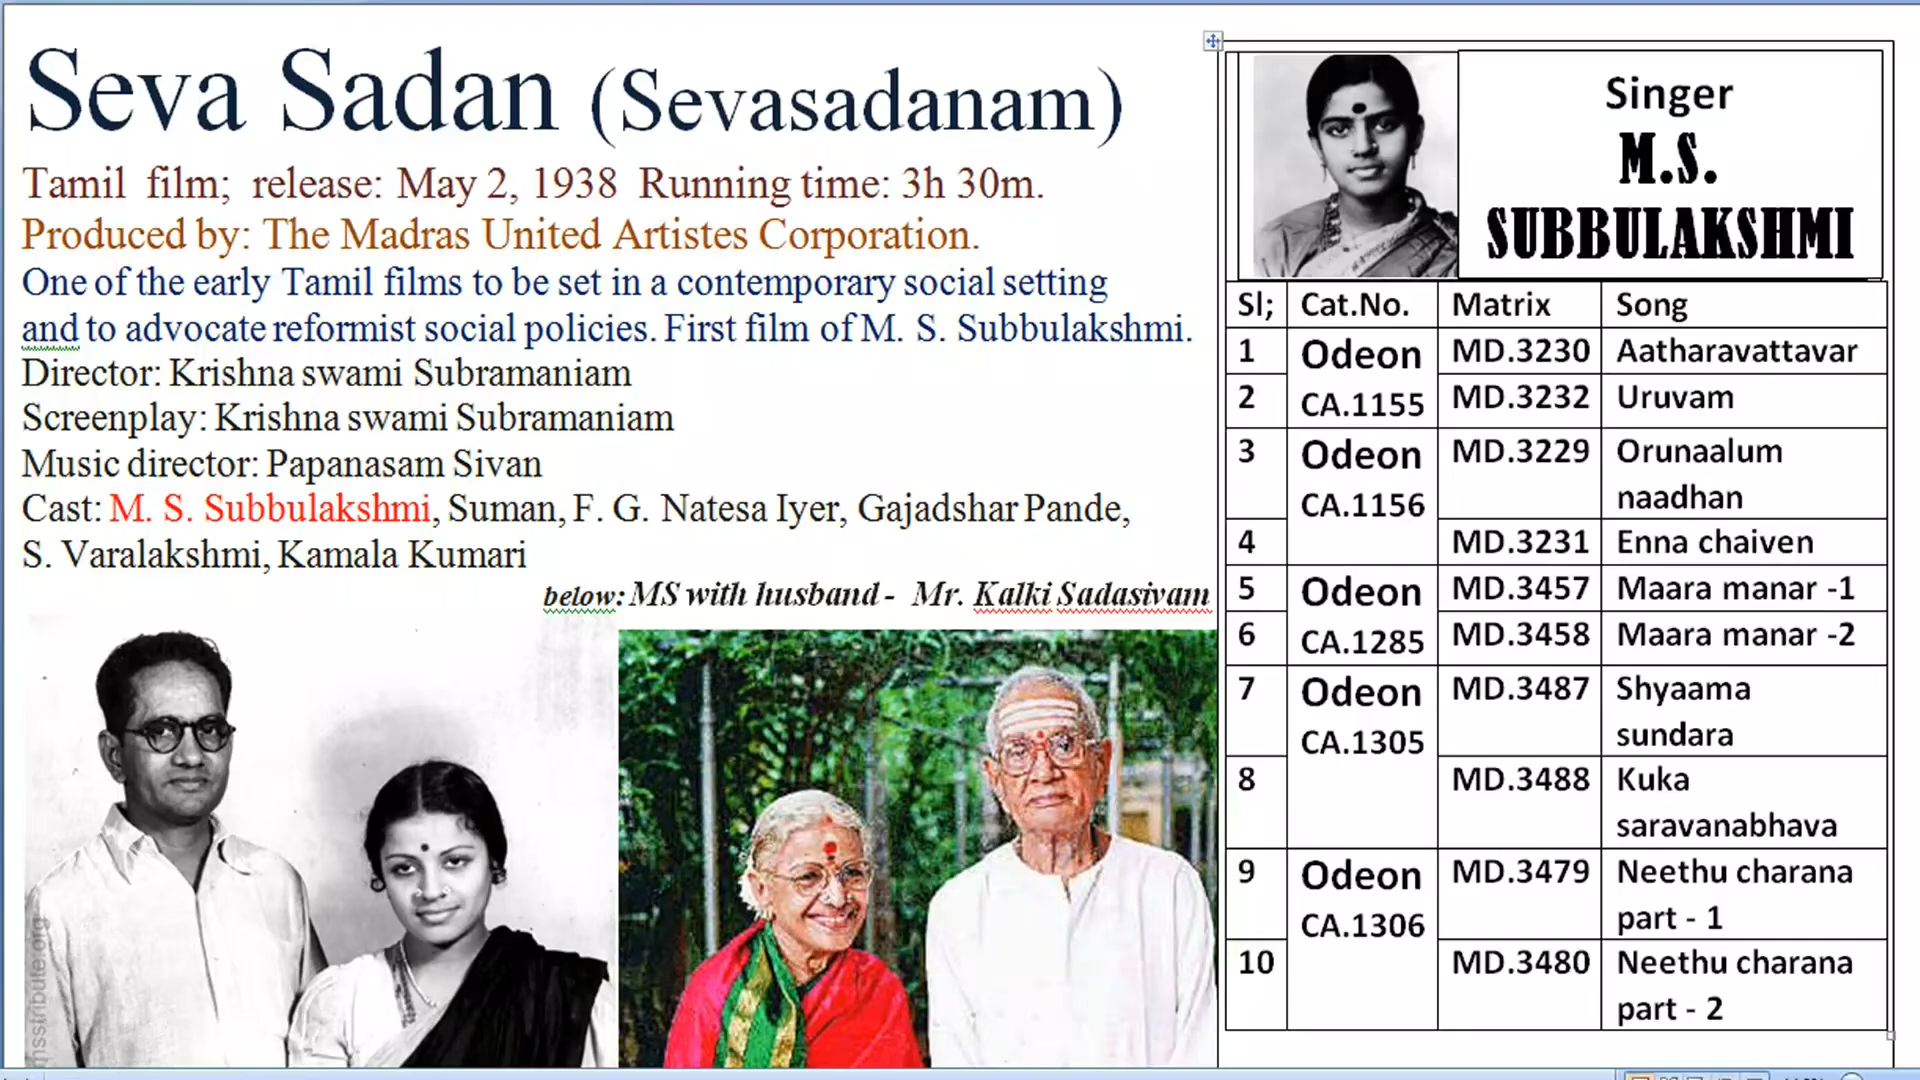 Seva Sadan (Sevasadanam)
Tamil film; release: May 2, 1938 Running time: 3h 30m.
Produced by: The Madras United Artistes Corporation.
One of the early Tamil films to be set in a contemporary social setting
and to advocate reformist social policies. First film of M. S. Subbulakshmi.
Director: Krishna swami Subramaniam
Screenplay: Krishna swami Subramaniam
Music director: Papanasam Sivan
Cast: M. S. Subbulakshmi, Suman, F. G. Natesa Iyer, Gajadshar Pande,
S. Varalakshmi, Kamala Kumari
below: MS with husband - Mr. Kalki Sadasivam
msstribute.org
Singer
M.S.
SUBBULAKSHMI
Sl; Cat.No. Matrix Song
1 Odeon MD.3230 Aatharavattavar
2 CA.1155 MD.3232 Uruvam
3 Odeon MD.3229 Orunaalum
CA.1156 naadhan
4 MD.3231 Enna chaiven
5 Odeon MD.3457 Maara manar -1
6 CA.1285 MD.3458 Maara manar -2
7 Odeon MD.3487 Shyaama
CA.1305 sundara
8 MD.3488 Kuka
saravanabhava
9 Odeon MD.3479 Neethu charana
CA.1306 part - 1
10 MD.3480 Neethu charana
part - 2